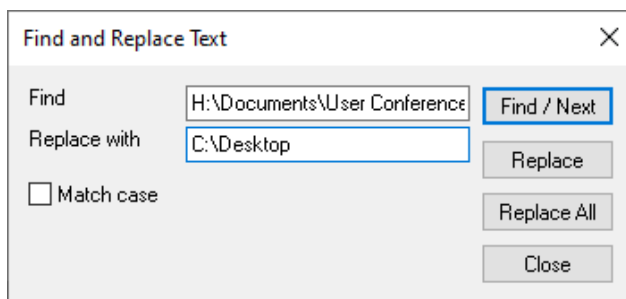 Find and Replace Text
Find H:\Documents\User Conference Find / Next
Replace with C:\Desktop
Replace
Match case
Replace All
Close